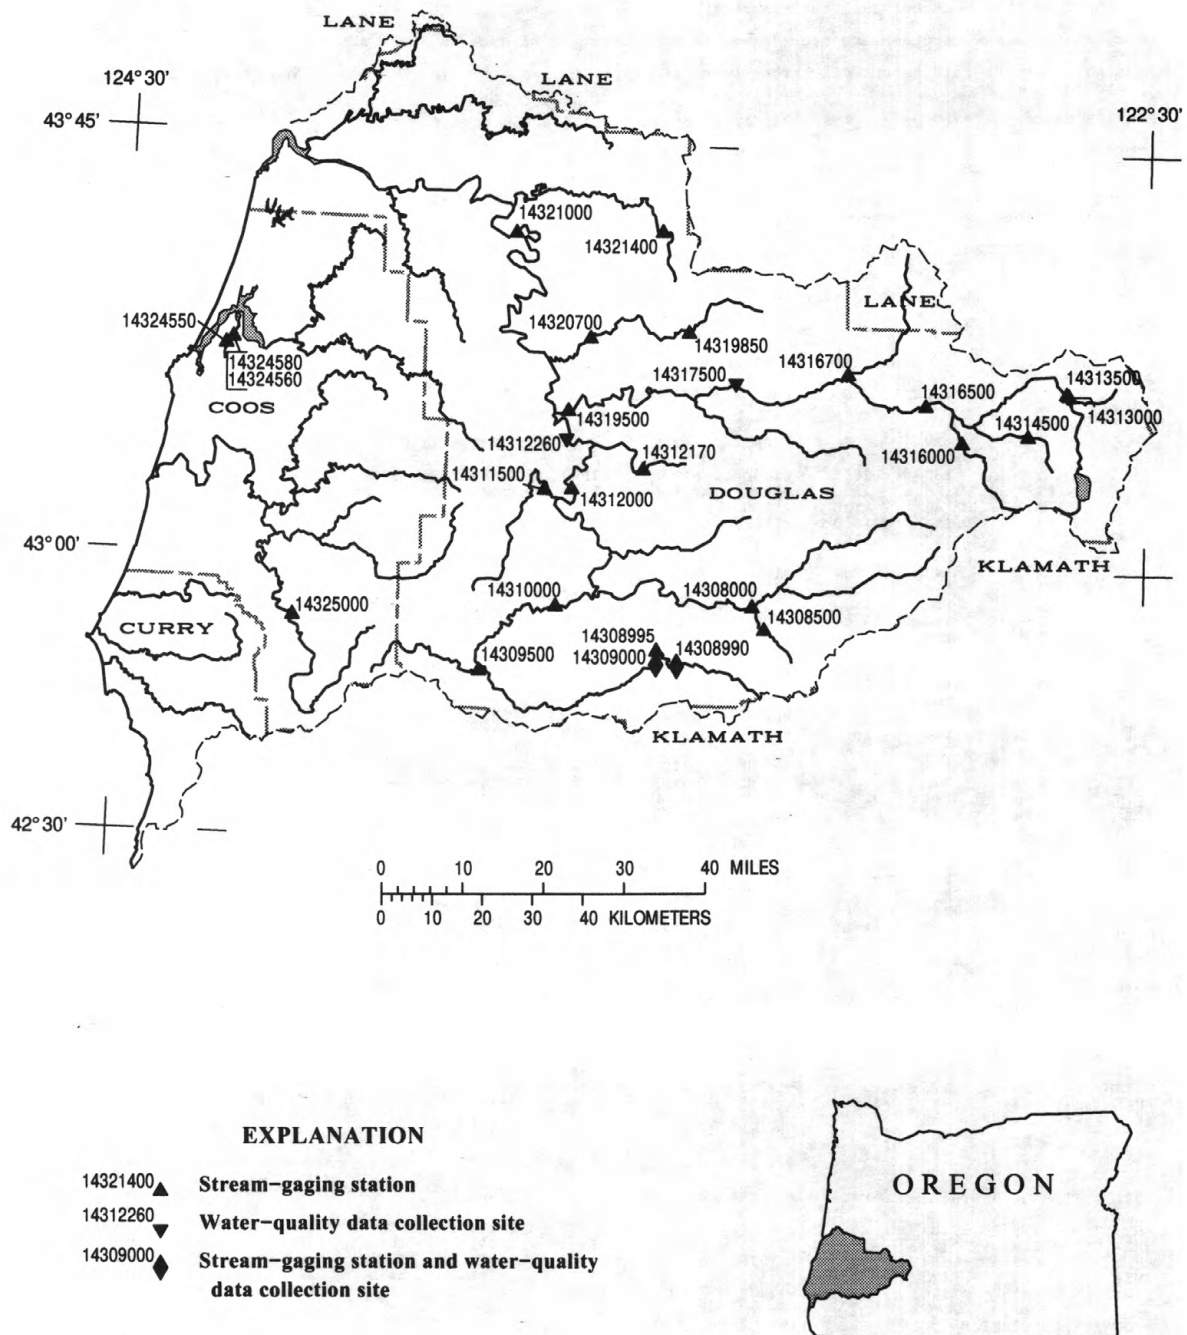 LANE
124°30'
LANE
43°45'
122°30'
14321000
14321400
LANE
14324550
14320700
14319850
14316700
14324580
14317500
14313500
14324560
14316500
COOS
14319500
14314500
14313000
14312260
14312170
14316000
14311500
14312000
DOUGLAS
43°00'
KLAMATH
14310000
14308000
14325000
14308500
CURRY
14308995
14308990
14309500
14309000
KLAMATH
42°30'
0 10 20 30 40 MILES
0 10 20 30 40 KILOMETERS
EXPLANATION
14321400 Stream-gaging station
14312260 Water-quality data collection site
14309000 Stream-gaging station and water-quality
data collection site
OREGON